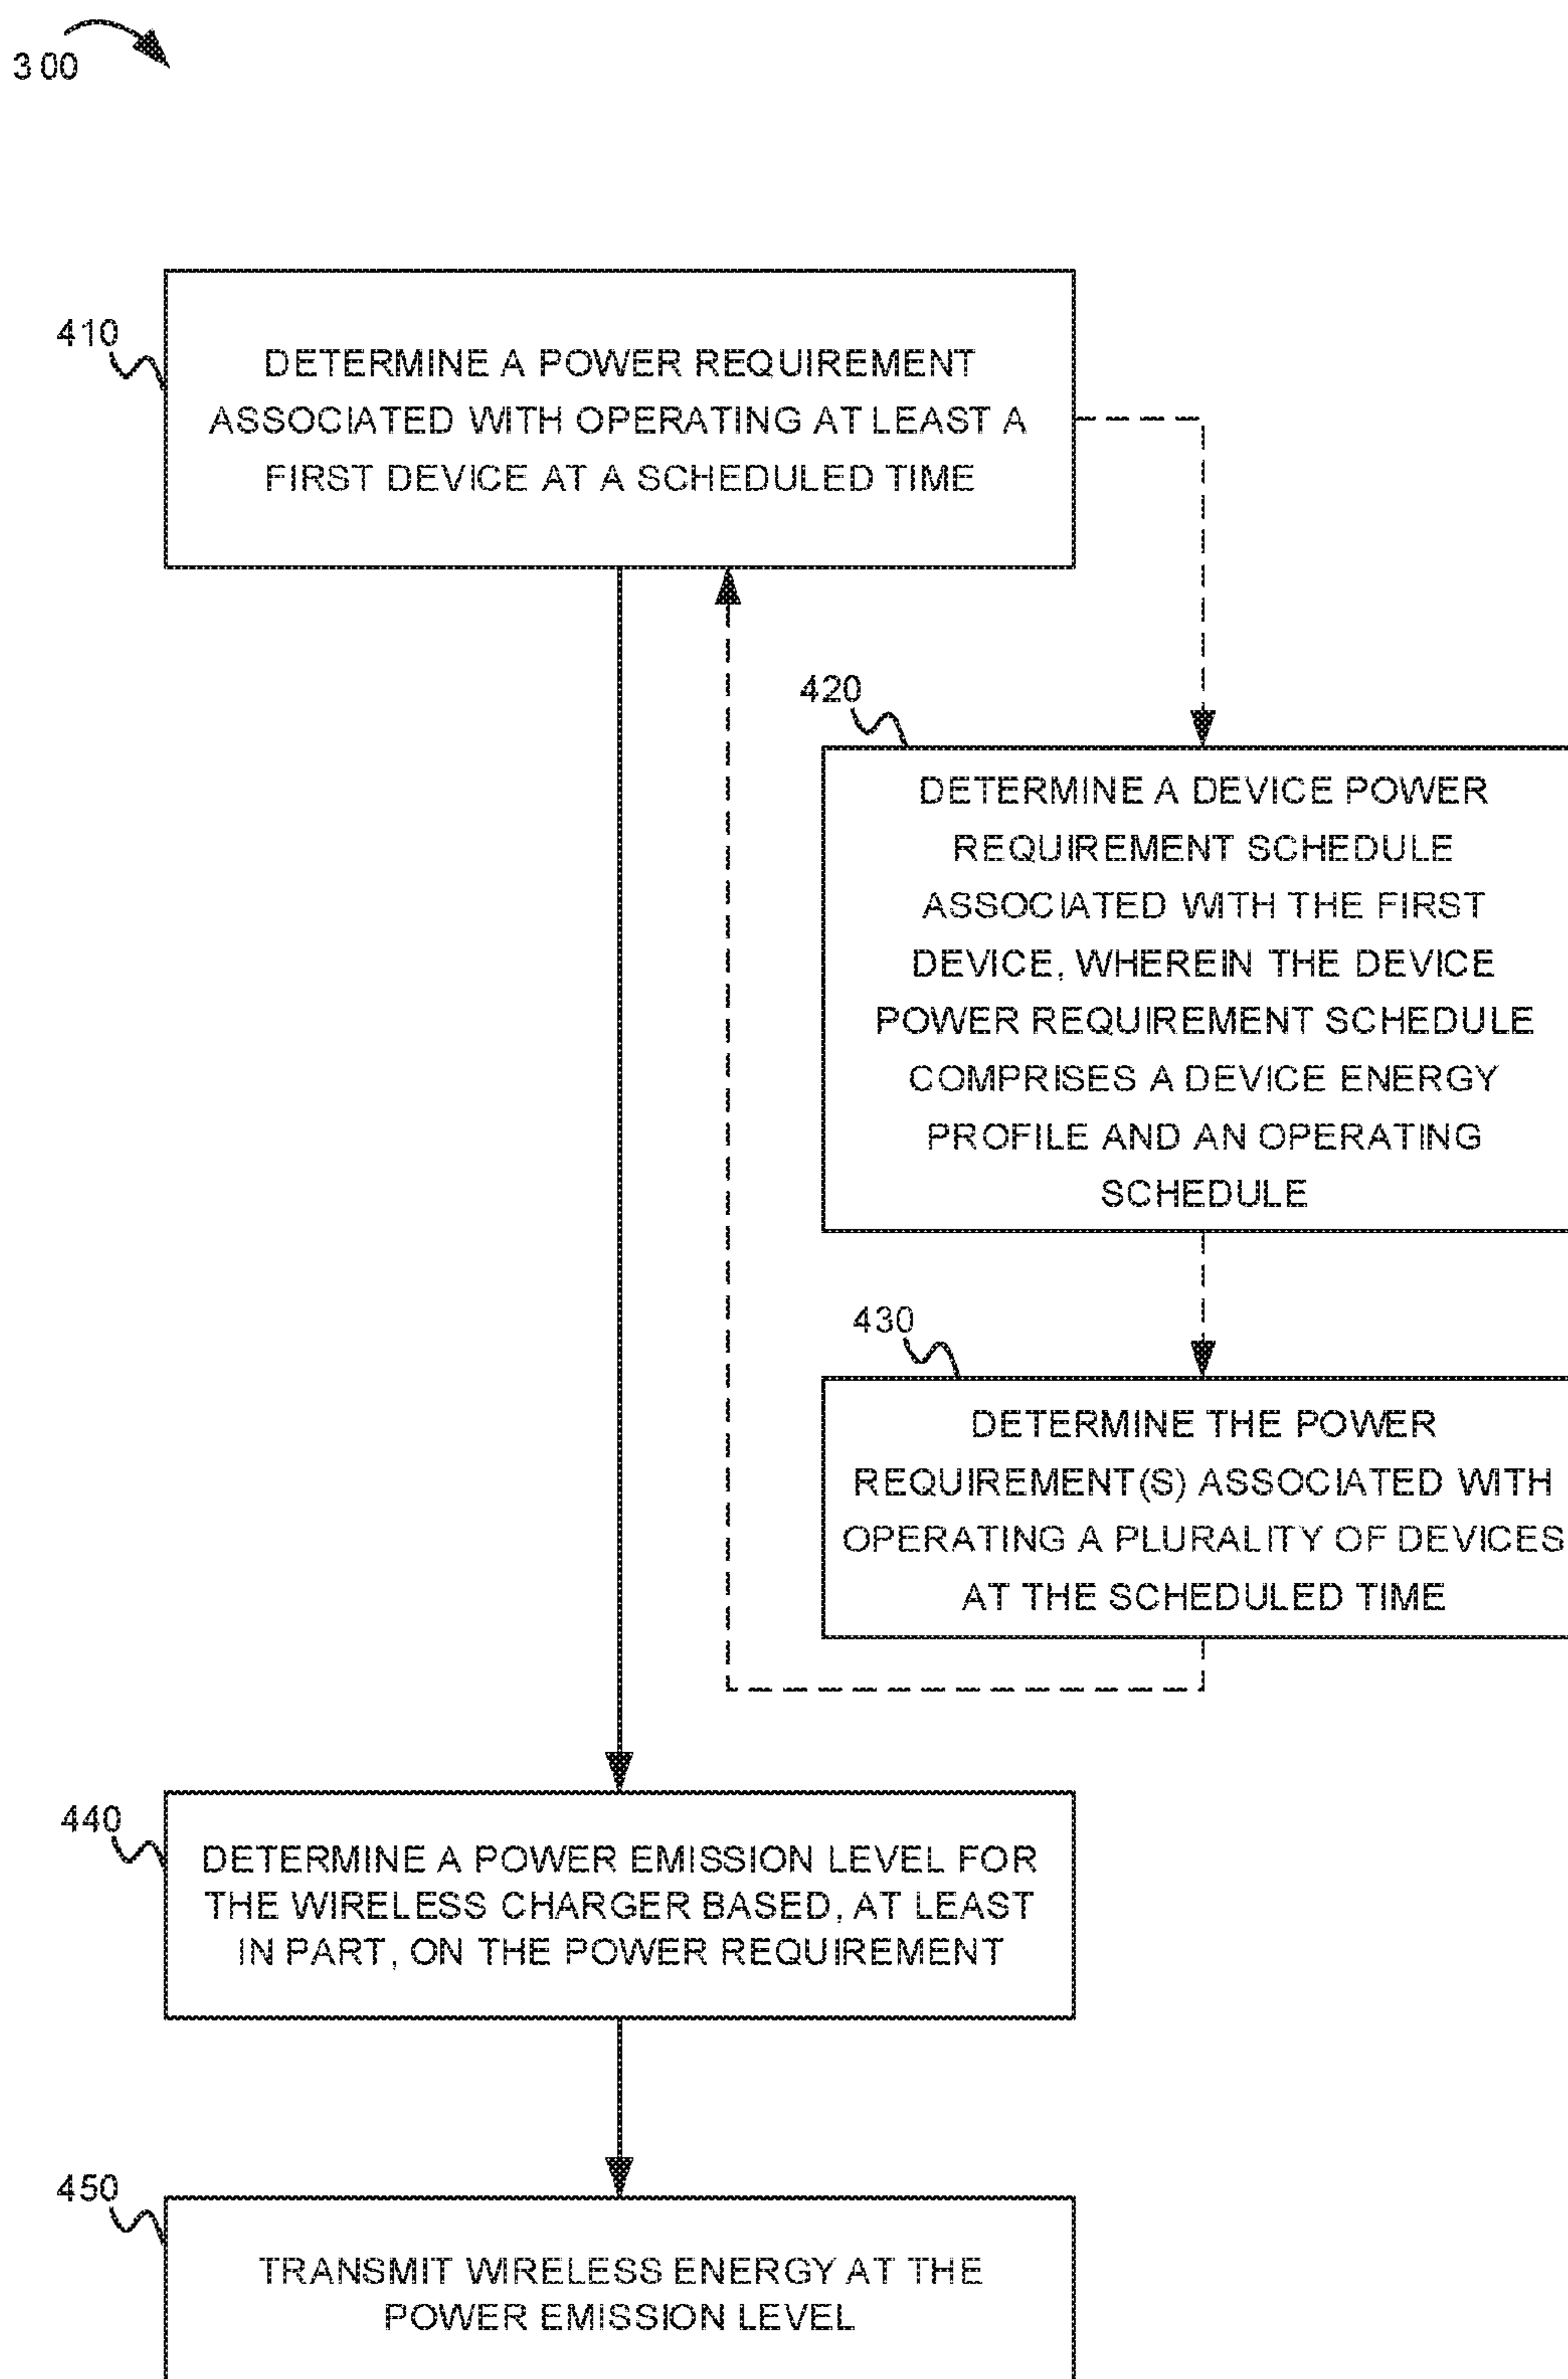 300
410
DETERMINE A POWER REQUIREMENT
ASSOCIATED WITH OPERATING AT LEAST A
FIRST DEVICE AT A SCHEDULED TIME
420
DETERMINE A DEVICE POWER
REQUIREMENT SCHEDULE
ASSOCIATED WITH THE FIRST
DEVICE, WHEREIN THE DEVICE
POWER REQUIREMENT SCHEDULE
COMPRISES A DEVICE ENERGY
PROFILE AND AN OPERATING
SCHEDULE
430
DETERMINE THE POWER
REQUIREMENT(S) ASSOCIATED WITH
OPERATING A PLURALITY OF DEVICES
AT THE SCHEDULED TIME
440
DETERMINE A POWER EMISSION LEVEL FOR
THE WIRELESS CHARGER BASED, AT LEAST
IN PART, ON THE POWER REQUIREMENT
450
TRANSMIT WIRELESS ENERGY AT THE
POWER EMISSION LEVEL